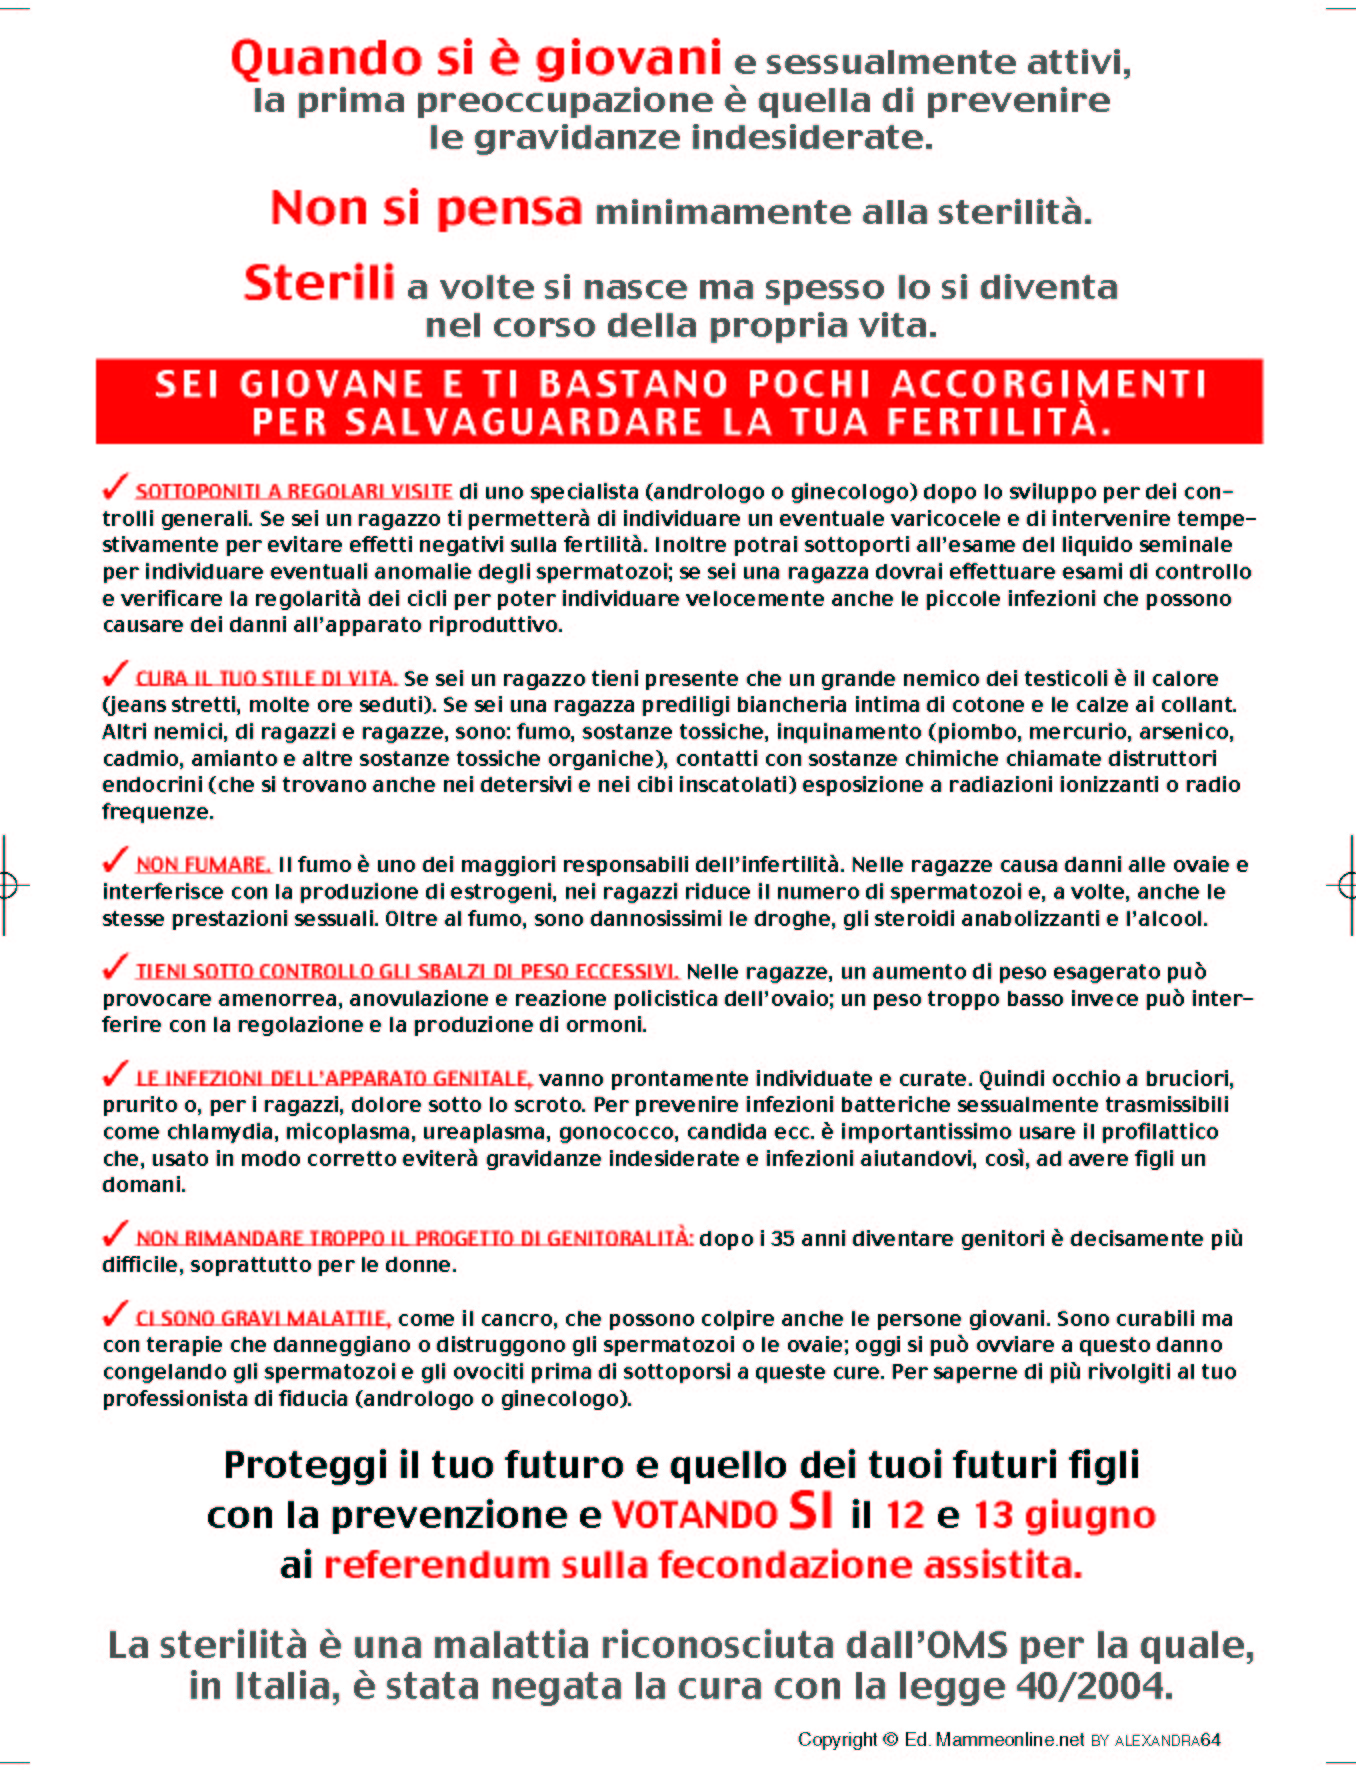 Quando si è giovani e sessualmente attivi,
la prima preoccupazione è quella di prevenire
le gravidanze indesiderate.
Non si pensa minimamente alla sterilità.
Sterili a volte si nasce ma spesso lo si diventa
nel corso della propria vita.
SEI GIOVANE E TI BASTANO POCHI ACCORGIMENTI
PER SALVAGUARDARE LA TUA FERTILITÀ.
✓ SOTTOPONITI A REGOLARI VISITE di uno specialista (andrologo o ginecologo) dopo lo sviluppo per dei con-
trolli generali. Se sei un ragazzo ti permetterà di individuare un eventuale varicocele e di intervenire tempe-
stivamente per evitare effetti negativi sulla fertilità. Inoltre potrai sottoporti all'esame del liquido seminale
per individuare eventuali anomalie degli spermatozoi; se sei una ragazza dovrai effettuare esami di controllo
e verificare la regolarità dei cicli per poter individuare velocemente anche le piccole infezioni che possono
causare dei danni all'apparato riproduttivo.
✓ CURA IL TUO STILE DI VITA. Se sei un ragazzo tieni presente che un grande nemico dei testicoli è il calore
(jeans stretti, molte ore seduti). Se sei una ragazza prediligi biancheria intima di cotone e le calze ai collant.
Altri nemici, di ragazzi e ragazze, sono: fumo, sostanze tossiche, inquinamento (piombo, mercurio, arsenico,
cadmio, amianto e altre sostanze tossiche organiche), contatti con sostanze chimiche chiamate distruttori
endocrini (che si trovano anche nei detersivi e nei cibi inscatolati) esposizione a radiazioni ionizzanti o radio
frequenze.
✓ NON FUMARE. Il fumo è uno dei maggiori responsabili dell'infertilità. Nelle ragazze causa danni alle ovaie e
interferisce con la produzione di estrogeni, nei ragazzi riduce il numero di spermatozoi e, a volte, anche le
stesse prestazioni sessuali. Oltre al fumo, sono dannosissimi le droghe, gli steroidi anabolizzanti e l'alcool.
✓ TIENI SOTTO CONTROLLO GLI SBALZI DI PESO ECCESSIVI. Nelle ragazze, un aumento di peso esagerato può
provocare amenorrea, anovulazione e reazione policistica dell'ovaio; un peso troppo basso invece può inter-
ferire con la regolazione e la produzione di ormoni.
✓ LE INFEZIONI DELL'APPARATO GENITALE, vanno prontamente individuate e curate. Quindi occhio a bruciori,
prurito o, per i ragazzi, dolore sotto lo scroto. Per prevenire infezioni batteriche sessualmente trasmissibili
come chlamydia, micoplasma, ureaplasma, gonococco, candida ecc. è importantissimo usare il profilattico
che, usato in modo corretto eviterà gravidanze indesiderate e infezioni aiutandovi, così, ad avere figli un
domani.
✓ NON RIMANDARE TROPPO IL PROGETTO DI GENITORALITÀ: dopo i 35 anni diventare genitori è decisamente più
difficile, soprattutto per le donne.
✓ CI SONO GRAVI MALATTIE, come il cancro, che possono colpire anche le persone giovani. Sono curabili ma
con terapie che danneggiano o distruggono gli spermatozoi o le ovaie; oggi si può ovviare a questo danno
congelando gli spermatozoi e gli ovociti prima di sottoporsi a queste cure. Per saperne di più rivolgiti al tuo
professionista di fiducia (andrologo o ginecologo).
Proteggi il tuo futuro e quello dei tuoi futuri figli
con la prevenzione e VOTANDO SI il 12 e 13 giugno
ai referendum sulla fecondazione assistita.
La sterilità è una malattia riconosciuta dall'OMS per la quale,
in Italia, è stata negata la cura con la legge 40/2004.
Copyright © Ed. Mammeonline.net BY ALEXANDRA64